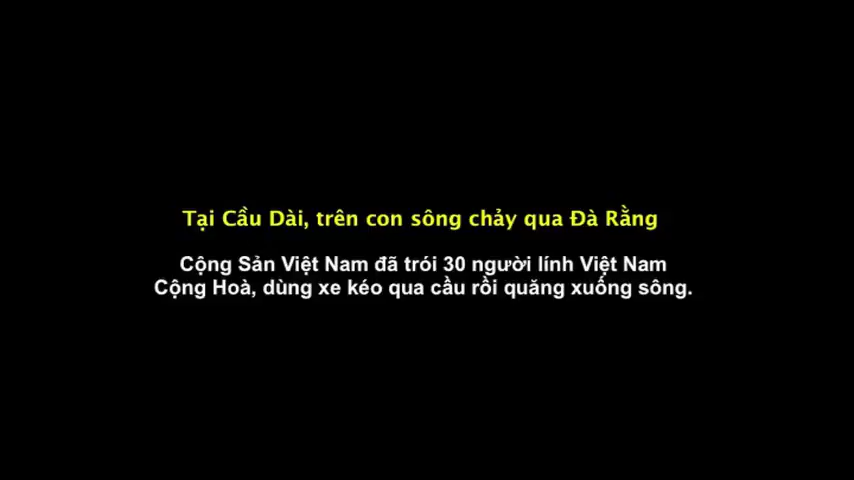 Tại Cầu Dài, trên con sông chảy qua Đà Rằng
Cộng Sản Việt Nam đã trói 30 người lính Việt Nam
Cộng Hoà, dùng xe kéo qua cầu rồi quăng xuống sông.